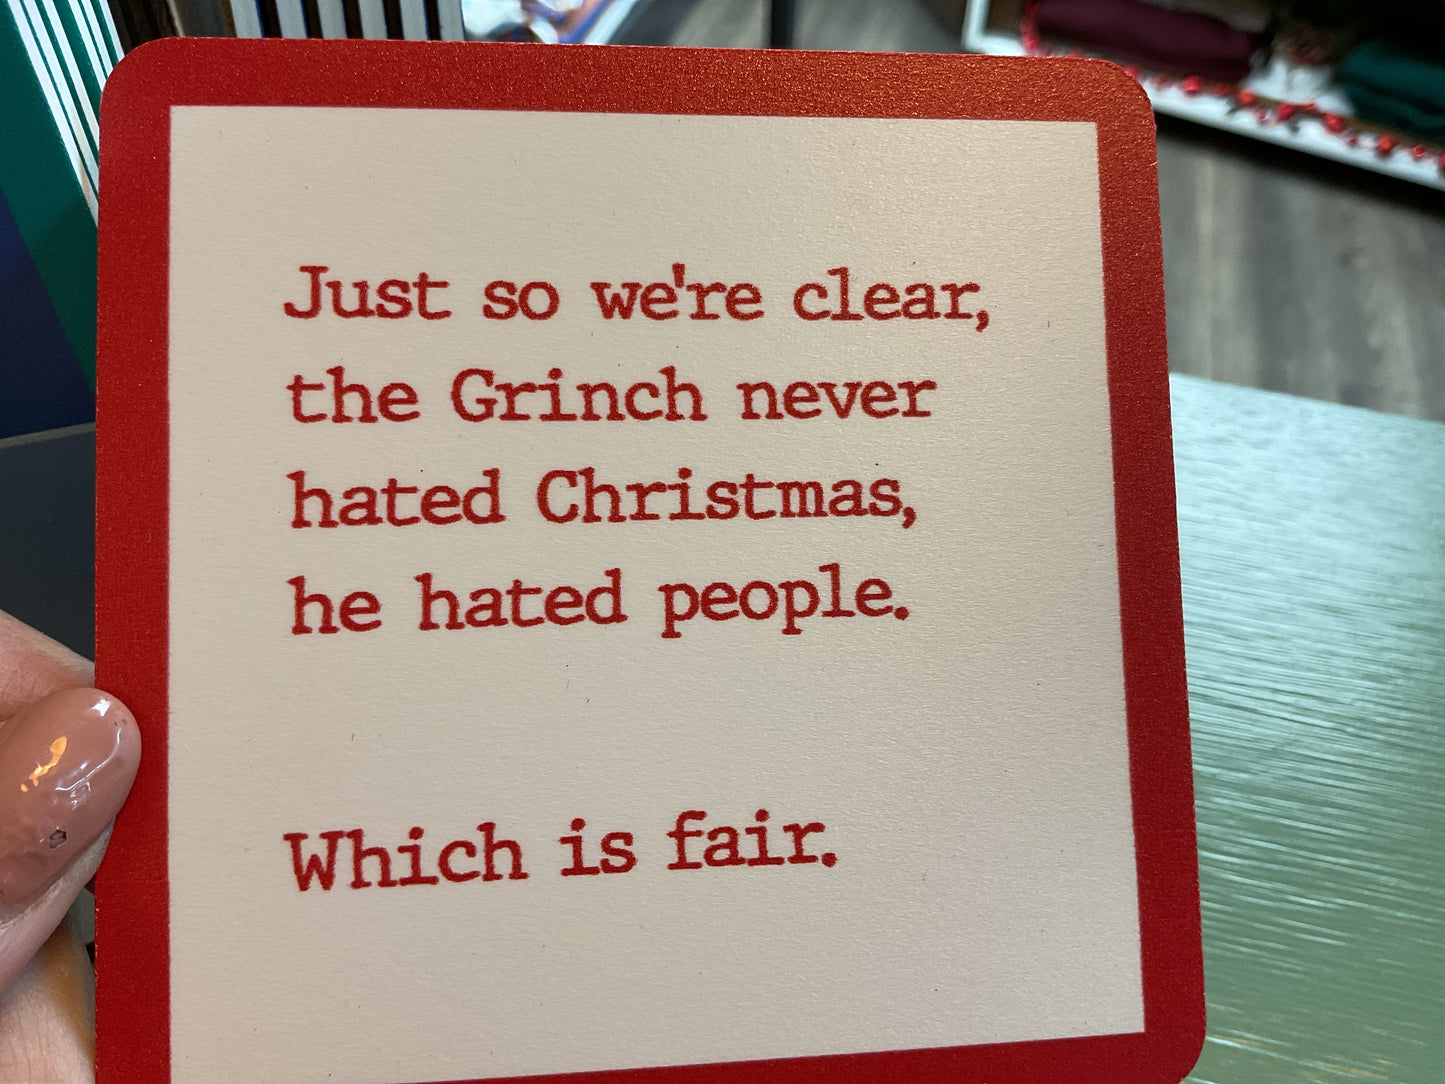 Just so we're clear,
the Grinch never
hated Christmas,
he hated people.
Which is fair.